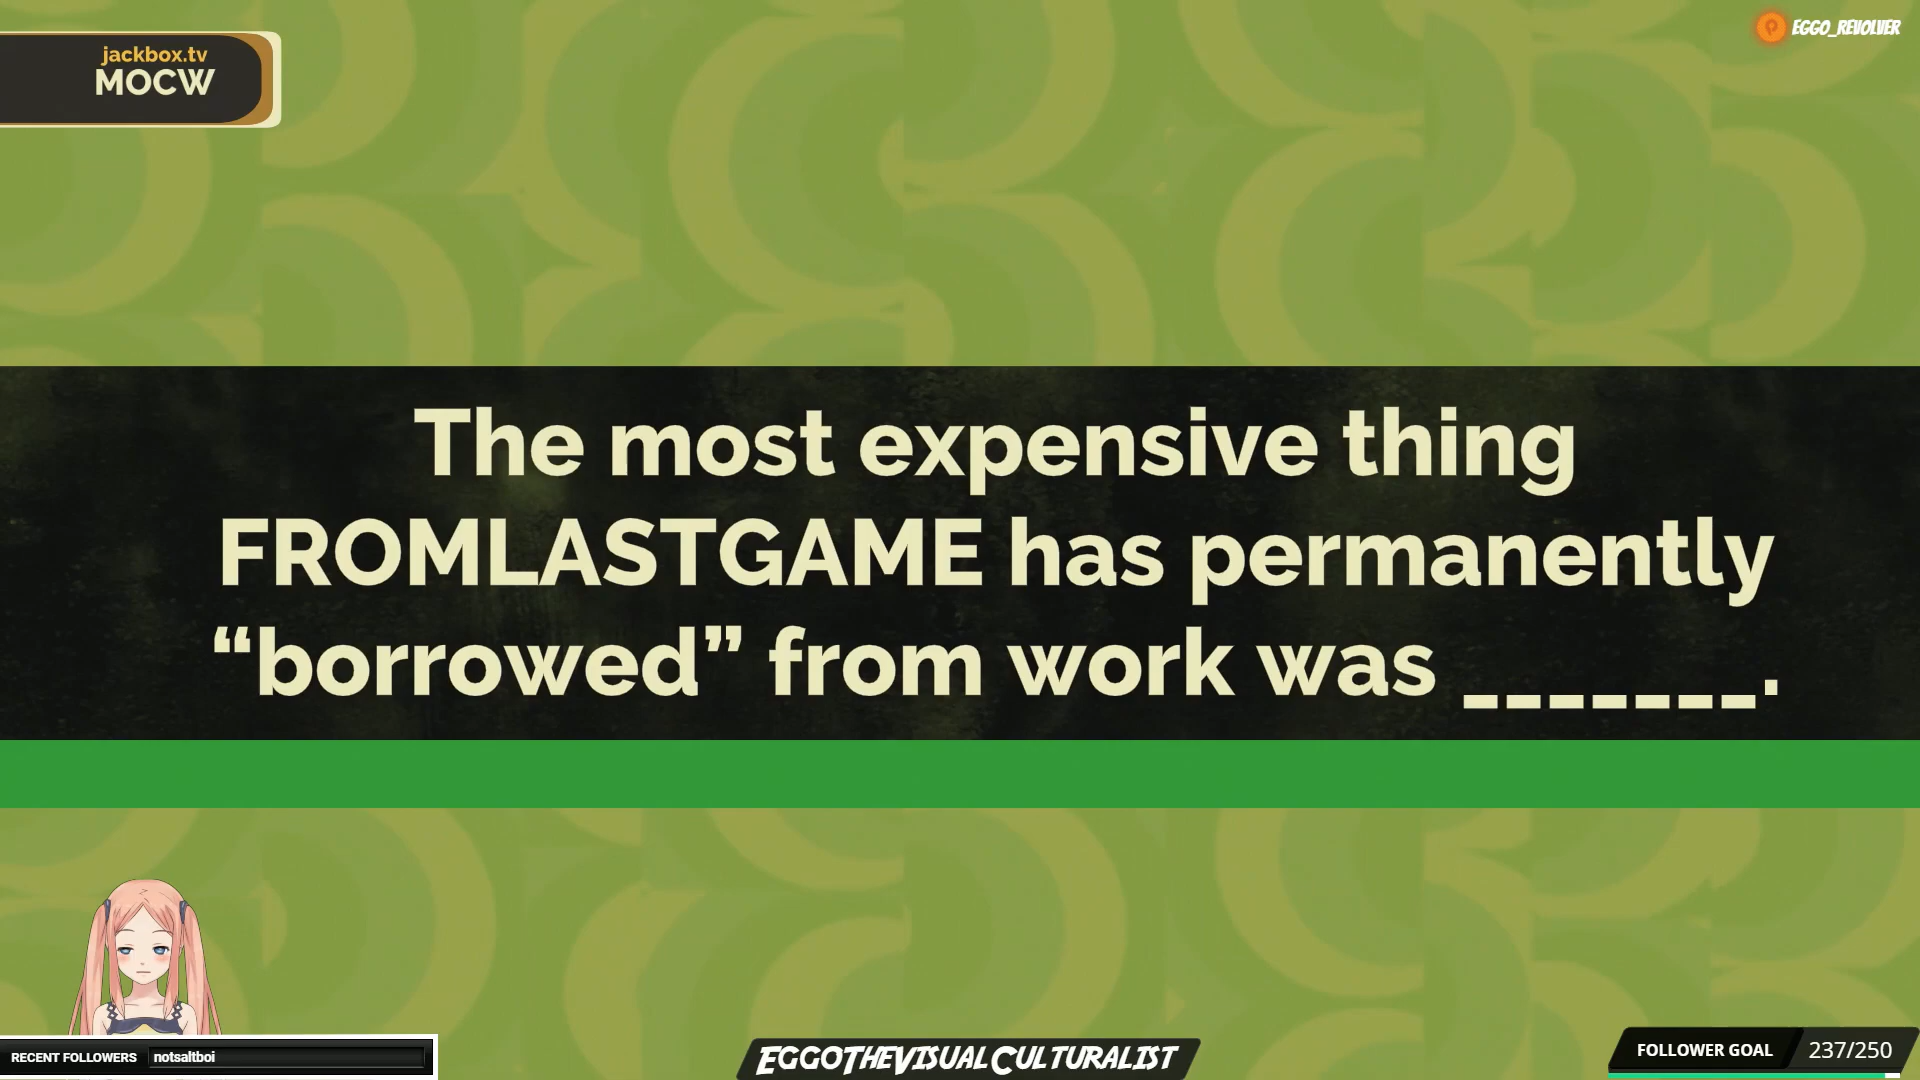 jackbox.tv
MOCW
EGGO_REVOLVER
The most expensive thing
FROMLASTGAME has permanently
“borrowed” from work was _______.
RECENT FOLLOWERS notsaltboi
EGGOTHEVISUALCULTURALIST
FOLLOWER GOAL 237/250